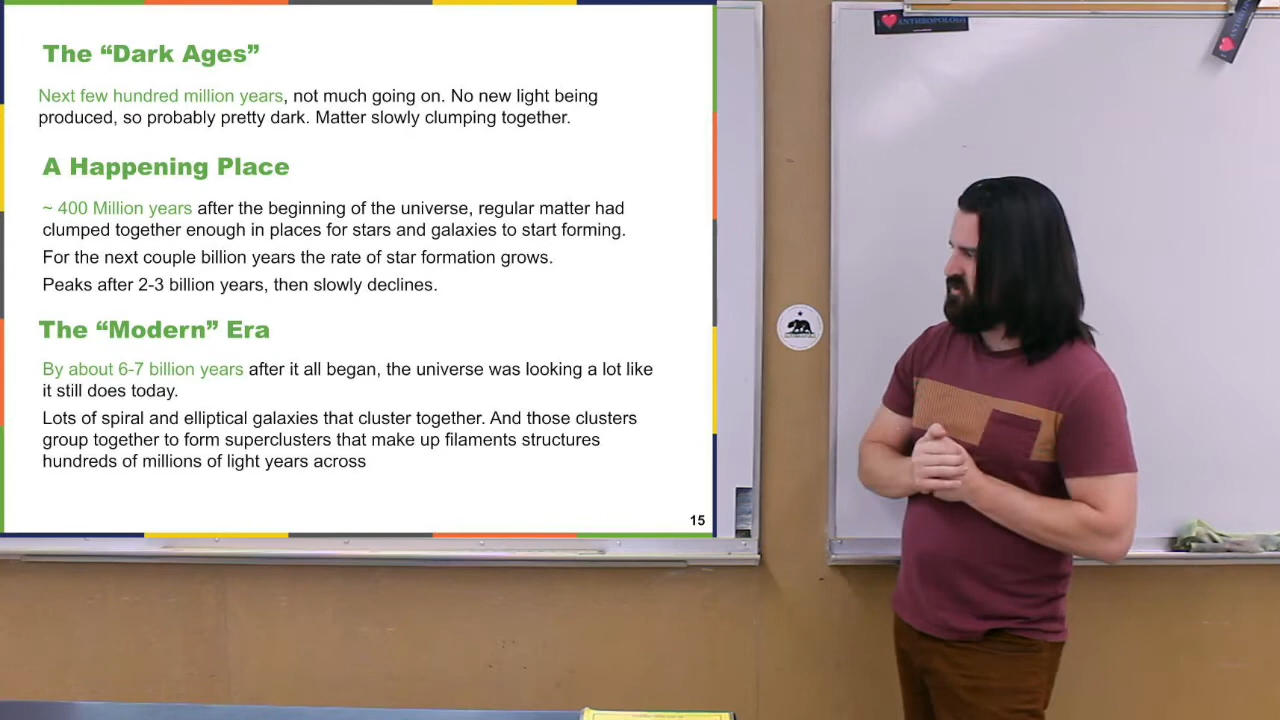 The “Dark Ages”
Next few hundred million years, not much going on. No new light being
produced, so probably pretty dark. Matter slowly clumping together.
A Happening Place
~ 400 Million years after the beginning of the universe, regular matter had
clumped together enough in places for stars and galaxies to start forming.
For the next couple billion years the rate of star formation grows.
Peaks after 2-3 billion years, then slowly declines.
The “Modern” Era
By about 6-7 billion years after it all began, the universe was looking a lot like
it still does today.
Lots of spiral and elliptical galaxies that cluster together. And those clusters
group together to form superclusters that make up filaments structures
hundreds of millions of light years across
15
I ANTHROPOLOGY